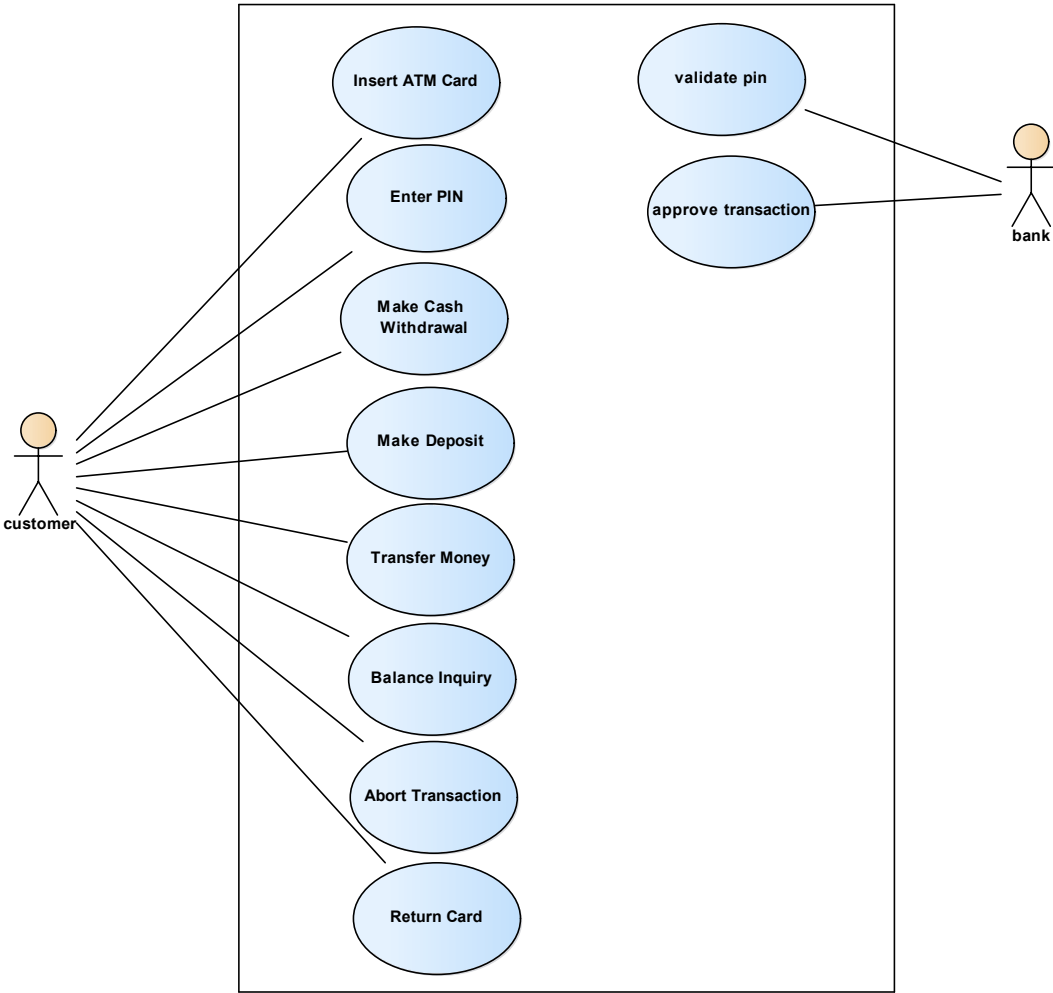 Insert ATM Card
Enter PIN
Make Cash
Withdrawal
Make Deposit
Transfer Money
Balance Inquiry
Abort Transaction
Return Card
validate pin
approve transaction
customer
bank